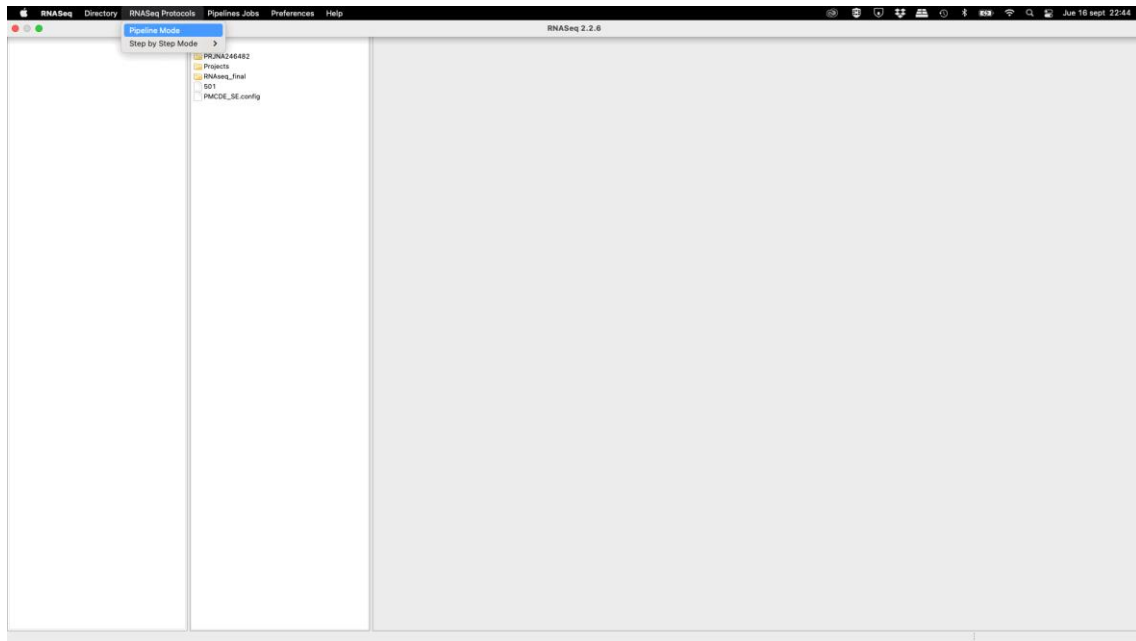 RNASeq Directory RNASeq Protocols Pipelines Jobs Preferences Help Jue 16 sept 22:44
RNASeq 2.2.6
Pipeline Mode
Step by Step Mode
PRJNA246482
Projects
RNAseq_final
501
PMCDE_SE.config